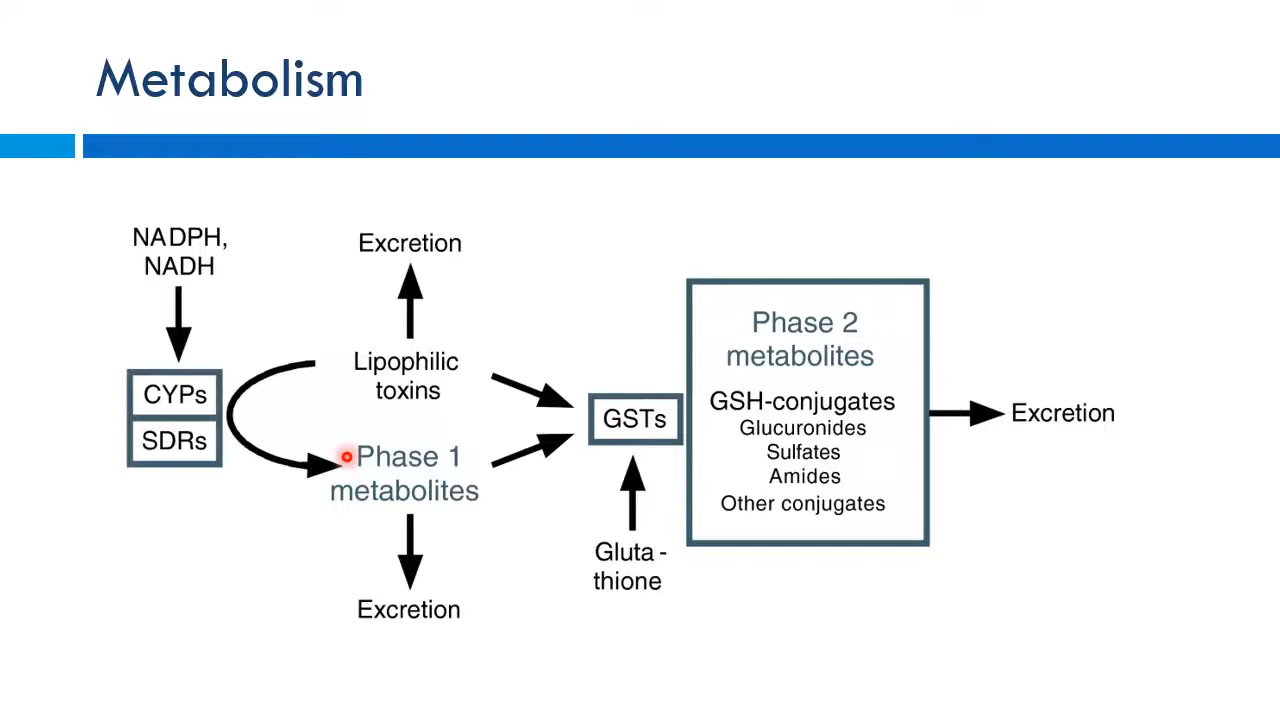 Metabolism
NADPH,
NADH
CYPs
SDRs
Excretion
Lipophilic
toxins
Phase 1
metabolites
Excretion
GSTs
Gluta -
thione
Phase 2
metabolites
GSH-conjugates
Glucuronides
Sulfates
Amides
Other conjugates
Excretion